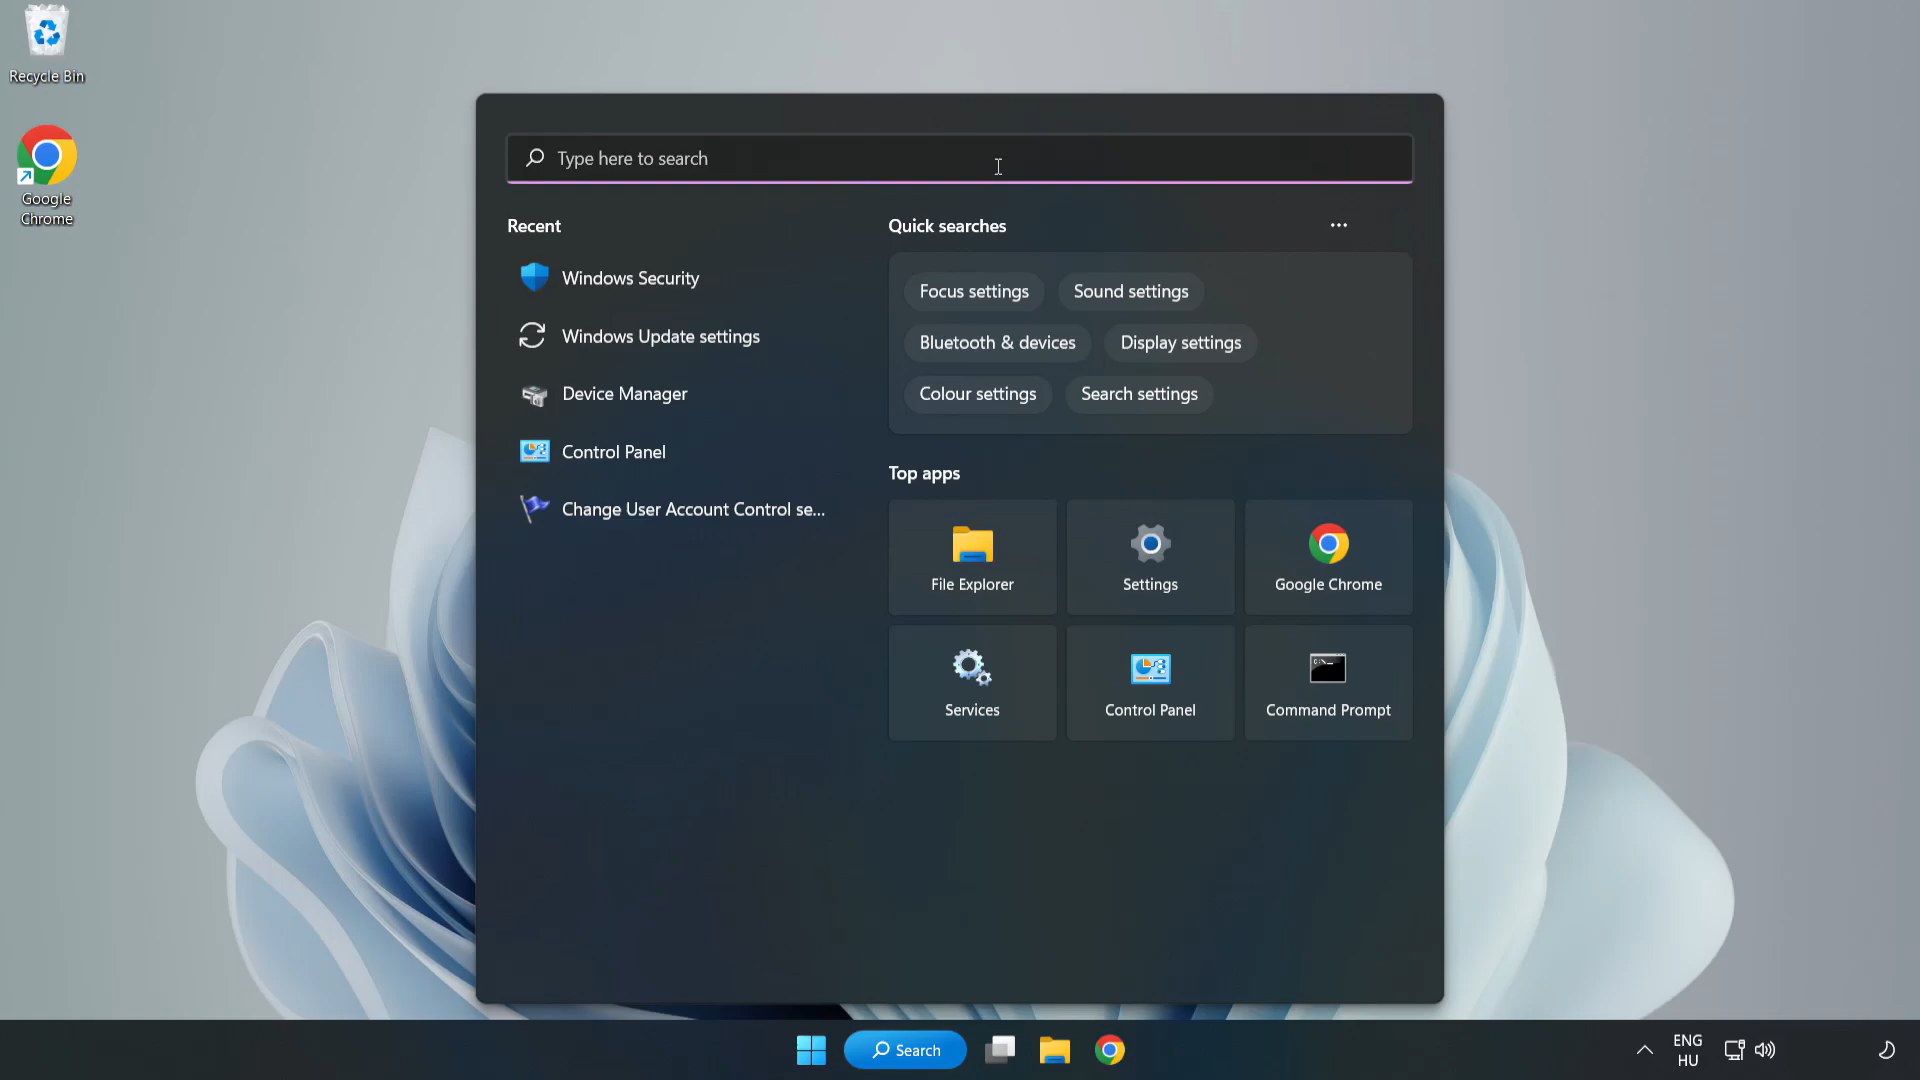 Recycle Bin
Google
Chrome
Type here to search
Recent
Windows Security
Windows Update settings
Device Manager
Control Panel
Change User Account Control se...
Quick searches
Focus settings
Sound settings
Bluetooth & devices
Display settings
Colour settings
Search settings
Top apps
File Explorer
Settings
Google Chrome
Services
Control Panel
Command Prompt
Search
ENG
HU